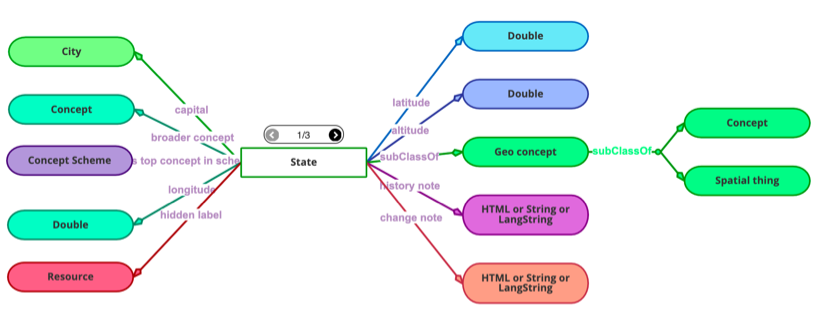 City
Double
capital
latitude
Double
Concept
broader concept
altitude
Concept
1/3
Concept Scheme
s top concept in sche
State
subClassOf
Geo concept
subClassOf
Spatial thing
longitude
history note
Double
hidden label
change note
HTML or String or
LangString
Resource
HTML or String or
LangString